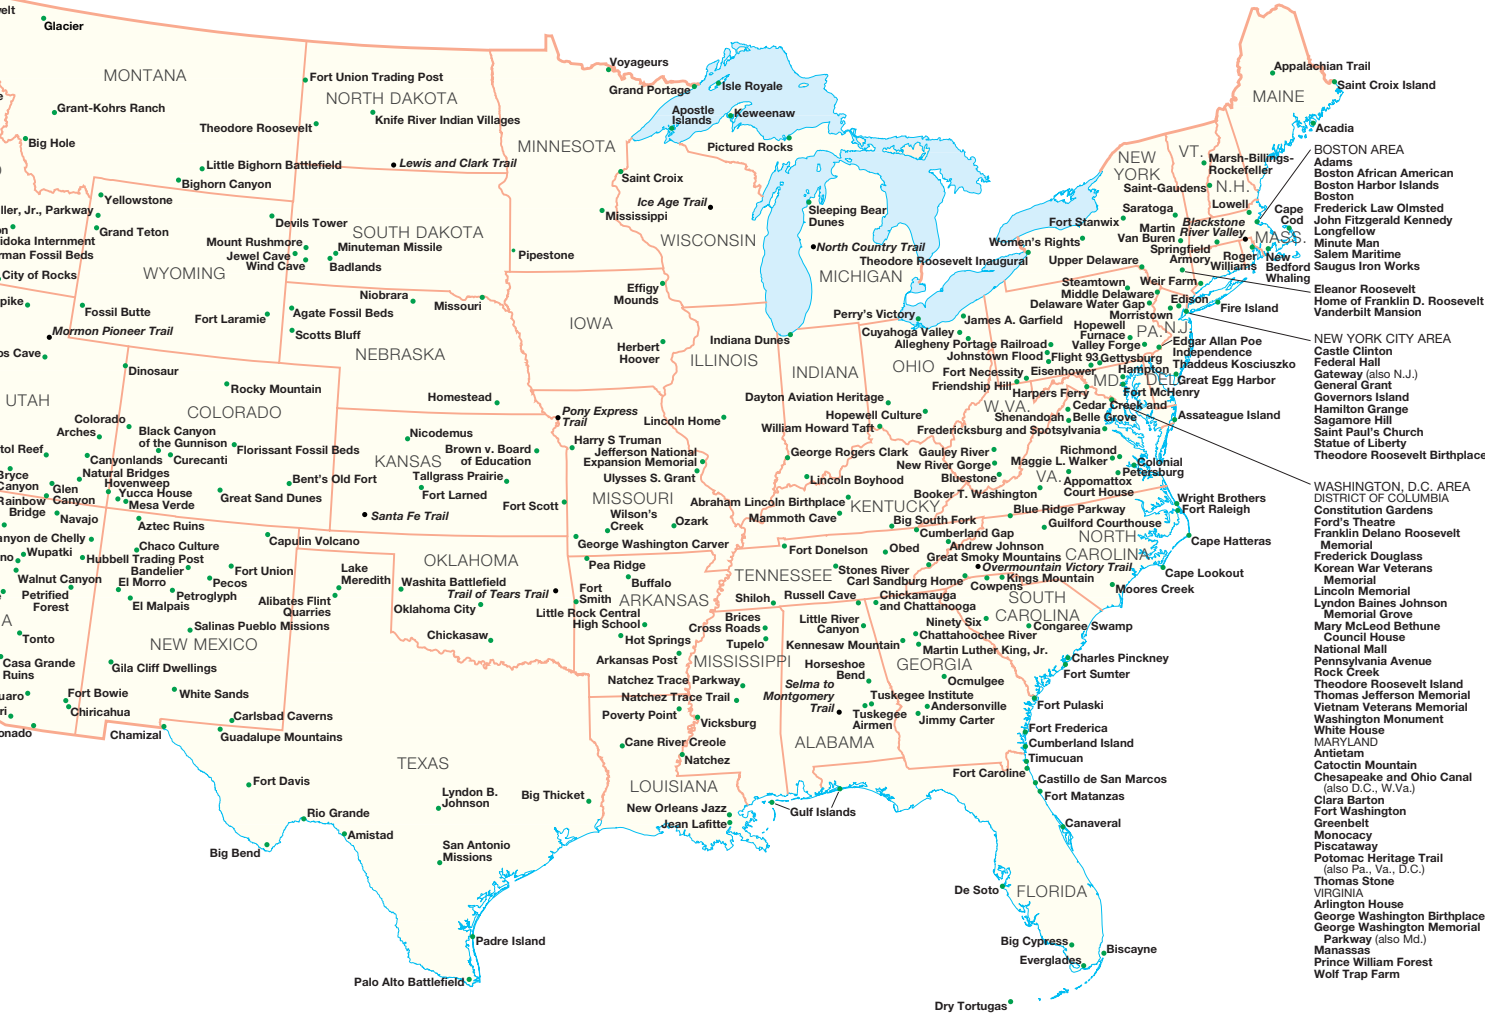 Glacier
MONTANA
Grant-Kohrs Ranch
Big Hole
Fort Union Trading Post
NORTH DAKOTA
Knife River Indian Villages
Theodore Roosevelt
Little Bighorn Battlefield
Bighorn Canyon
Lewis and Clark Trail
Yellowstone
ller, Jr., Parkway
Grand Teton
idoka Internment
rman Fossil Beds
City of Rocks
Devils Tower
Mount Rushmore
Jewel Cave
Wind Cave
Minuteman Missile
Badlands
SOUTH DAKOTA
WYOMING
Fossil Butte
Fort Laramie
Mormon Pioneer Trail
Niobrara
Missouri
Agate Fossil Beds
Scotts Bluff
NEBRASKA
Homestead
pike
os Cave
Dinosaur
Rocky Mountain
UTAH
COLORADO
Colorado
Arches
Black Canyon
of the Gunnison
Curecanti
Florissant Fossil Beds
Canyonlands
Natural Bridges
Hovenweep
Yucca House
Mesa Verde
Great Sand Dunes
Bent's Old Fort
tol Reef
Bryce
Canyon
Glen
Canyon
Rainbow
Bridge
Navajo
Aztec Ruins
anyon de Chelly
Wupatki
Hubbell Trading Post
Chaco Culture
Bandelier
Fort Union
Capulin Volcano
Walnut Canyon
El Morro
Pecos
Petroglyph
Petrified
Forest
El Malpais
Salinas Pueblo Missions
Tonto
NEW MEXICO
Casa Grande
Ruins
Gila Cliff Dwellings
White Sands
Fort Bowie
Chiricahua
Carlsbad Caverns
Guadalupe Mountains
Chamizal
onado
Nicodemus
KANSAS
Brown v. Board
of Education
Tallgrass Prairie
Fort Larned
Santa Fe Trail
Fort Scott
Pony Express
Trail
OKLAHOMA
Lake
Meredith
Alibates Flint
Quarries
Washita Battlefield
Trail of Tears Trail
Oklahoma City
Chickasaw
TEXAS
Fort Davis
Rio Grande
Amistad
Big Bend
Lyndon B.
Johnson
Big Thicket
San Antonio
Missions
Padre Island
Palo Alto Battlefield
Voyageurs
Grand Portage
Isle Royale
Apostle
Islands
Keweenaw
Pictured Rocks
MINNESOTA
Saint Croix
Mississippi
Pipestone
Ice Age Trail
WISCONSIN
Sleeping Bear
Dunes
North Country Trail
MICHIGAN
Effigy
Mounds
IOWA
Herbert
Hoover
ILLINOIS
Lincoln Home
Indiana Dunes
INDIANA
George Rogers Clark
Lincoln Boyhood
Harry S Truman
Jefferson National
Expansion Memorial
Ulysses S. Grant
MISSOURI
Wilson's
Creek
Ozark
George Washington Carver
Pea Ridge
Buffalo
Fort
Smith
ARKANSAS
Little Rock Central
High School
Hot Springs
Arkansas Post
Poverty Point
Cane River Creole
LOUISIANA
New Orleans Jazz
Jean Lafitte
Perry's Victory
Cuyahoga Valley
James A. Garfield
OHIO
Dayton Aviation Heritage
Hopewell Culture
William Howard Taft
Abraham Lincoln Birthplace
Mammoth Cave
KENTUCKY
Big South Fork
Cumberland Gap
Fort Donelson
Obed
Andrew Johnson
Great Smoky Mountains
TENNESSEE
Stones River
Shiloh
Russell Cave
Carl Sandburg Home
Overmountain Victory Trail
Kings Mountain
Cowpens
Brices
Cross Roads
Tupelo
MISSISSIPPI
Natchez Trace Parkway
Natchez Trace Trail
Vicksburg
Natchez
Little River
Canyon
Chickamauga
and Chattanooga
Kennesaw Mountain
Chattahoochee River
Martin Luther King, Jr.
Horseshoe
Bend
GEORGIA
Ocmulgee
Selma to
Montgomery
Trail
Tuskegee Institute
Tuskegee
Airmen
Andersonville
Jimmy Carter
ALABAMA
Gulf Islands
Ninety Six
SOUTH
CAROLINA
Congaree Swamp
Charles Pinckney
Fort Sumter
Fort Pulaski
Fort Frederica
Cumberland Island
Timucuan
Fort Caroline
Castillo de San Marcos
Fort Matanzas
Canaveral
De Soto
FLORIDA
Big Cypress
Biscayne
Everglades
Dry Tortugas
NORTH
CAROLINA
Blue Ridge Parkway
Guilford Courthouse
Moores Creek
Cape Lookout
Cape Hatteras
Wright Brothers
Fort Raleigh
W.VA.
Gauley River
New River Gorge
Bluestone
VA.
Booker T. Washington
Appomattox
Court House
Richmond
Maggie L. Walker
Colonial
Petersburg
Shenandoah
Cedar Creek and
Belle Grove
Fredericksburg and Spotsylvania
Harpers Ferry
MD.
DEL.
Hampton
Fort McHenry
Assateague Island
Great Egg Harbor
Allegheny Portage Railroad
Johnstown Flood
Flight 93
Gettysburg
Fort Necessity
Eisenhower
Friendship Hill
PA.
N.J.
Hopewell
Furnace
Valley Forge
Edgar Allan Poe
Independence
Thaddeus Kosciuszko
Steamtown
Middle Delaware
Delaware Water Gap
Morristown
Edison
Upper Delaware
Weir Farm
Fire Island
NEW
YORK
Fort Stanwix
Women's Rights
Theodore Roosevelt Inaugural
Saratoga
Martin
Van Buren
Springfield
Armory
Blackstone
River Valley
Roger
Williams
New
Bedford
Whaling
Cape
Cod
MASS.
Lowell
VT.
N.H.
Marsh-Billings-
Rockefeller
Saint-Gaudens
MAINE
Appalachian Trail
Saint Croix Island
Acadia
BOSTON AREA
Adams
Boston African American
Boston Harbor Islands
Boston
Frederick Law Olmsted
John Fitzgerald Kennedy
Longfellow
Minute Man
Salem Maritime
Saugus Iron Works
Eleanor Roosevelt
Home of Franklin D. Roosevelt
Vanderbilt Mansion
NEW YORK CITY AREA
Castle Clinton
Federal Hall
Gateway (also N.J.)
General Grant
Governors Island
Hamilton Grange
Sagamore Hill
Saint Paul's Church
Statue of Liberty
Theodore Roosevelt Birthplace
WASHINGTON, D.C. AREA
DISTRICT OF COLUMBIA
Constitution Gardens
Ford's Theatre
Franklin Delano Roosevelt
Memorial
Frederick Douglass
Korean War Veterans
Memorial
Lincoln Memorial
Lyndon Baines Johnson
Memorial Grove
Mary McLeod Bethune
Council House
National Mall
Pennsylvania Avenue
Rock Creek
Theodore Roosevelt Island
Thomas Jefferson Memorial
Vietnam Veterans Memorial
Washington Monument
White House
MARYLAND
Antietam
Catoctin Mountain
Chesapeake and Ohio Canal
(also D.C., W.Va.)
Clara Barton
Fort Washington
Greenbelt
Monocacy
Piscataway
Potomac Heritage Trail
(also Pa., Va., D.C.)
Thomas Stone
VIRGINIA
Arlington House
George Washington Birthplace
George Washington Memorial
Parkway (also Md.)
Manassas
Prince William Forest
Wolf Trap Farm